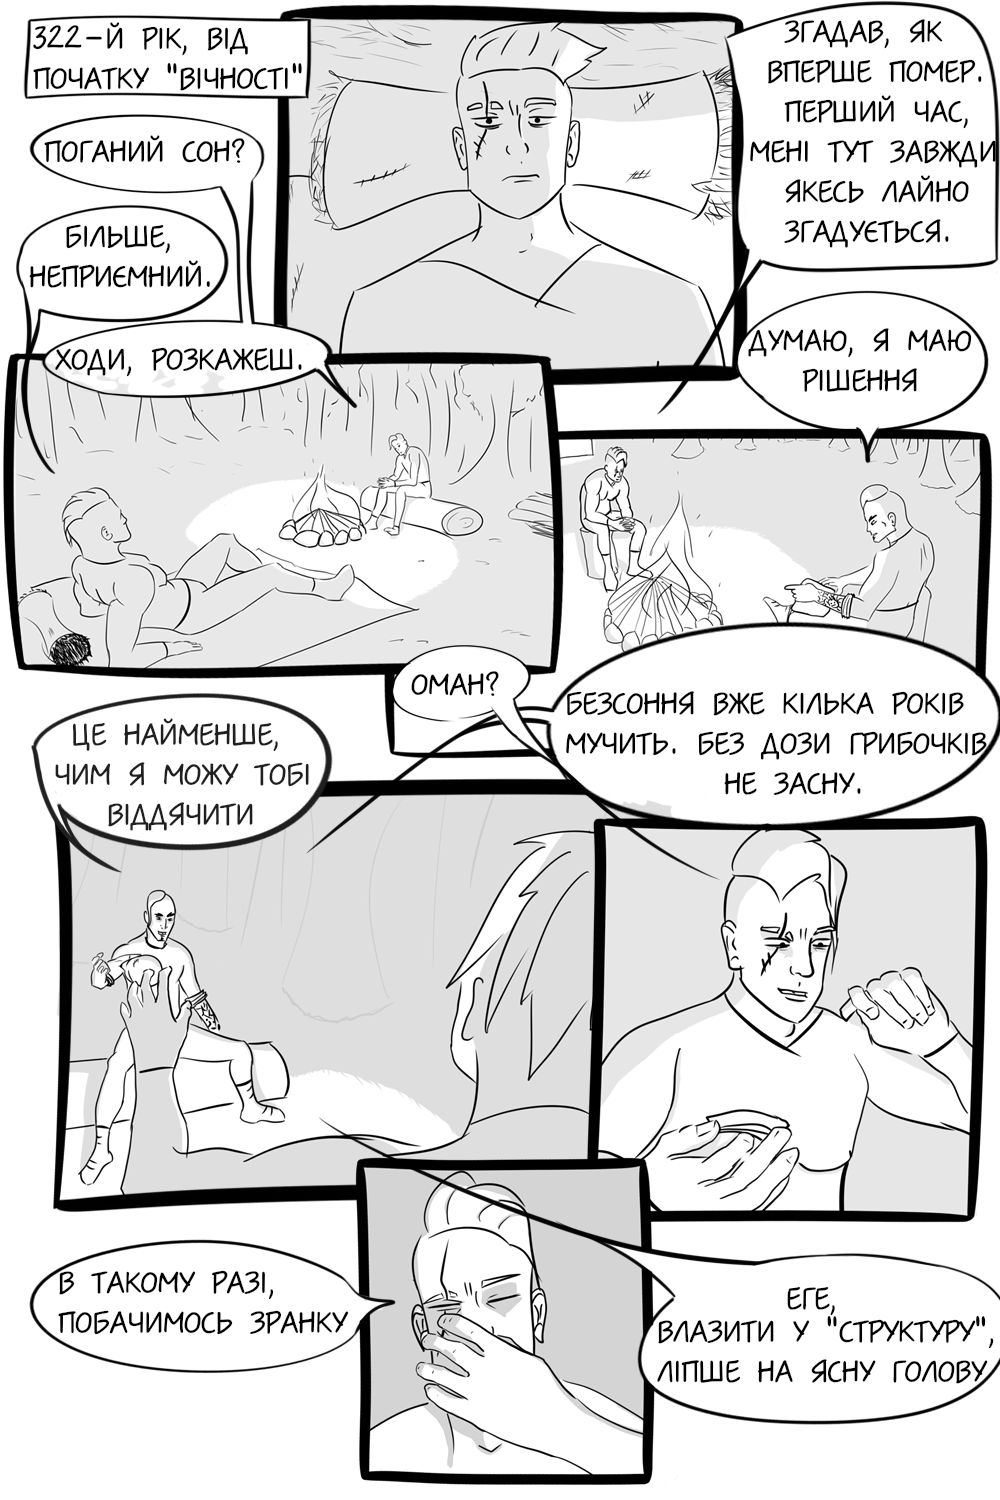 322-Й РІК, ВІД
ПОЧАТКУ "ВІЧНОСТІ"
ПОГАНИЙ СОН?
БІЛЬШЕ,
НЕПРИЄМНИЙ.
ХОДИ, РОЗКАЖЕШ.
ЗГАДАВ, ЯК
ВПЕРШЕ ПОМЕР.
ПЕРШИЙ ЧАС,
МЕНІ ТУТ ЗАВЖДИ
ЯКЕСЬ ЛАЙНО
ЗГАДУЄТЬСЯ.
ДУМАЮ, Я МАЮ
РІШЕННЯ
ОМАН?
БЕЗСОННЯ ВЖЕ КІЛЬКА РОКІВ
МУЧИТЬ. БЕЗ ДОЗИ ГРИБОЧКІВ
НЕ ЗАСНУ.
ЦЕ НАЙМЕНШЕ,
ЧИМ Я МОЖУ ТОБІ
ВІДДЯЧИТИ
В ТАКОМУ РАЗІ,
ПОБАЧИМОСЬ ЗРАНКУ
ЕГЕ,
ВЛАЗИТИ У "СТРУКТУРУ",
ЛІПШЕ НА ЯСНУ ГОЛОВУ